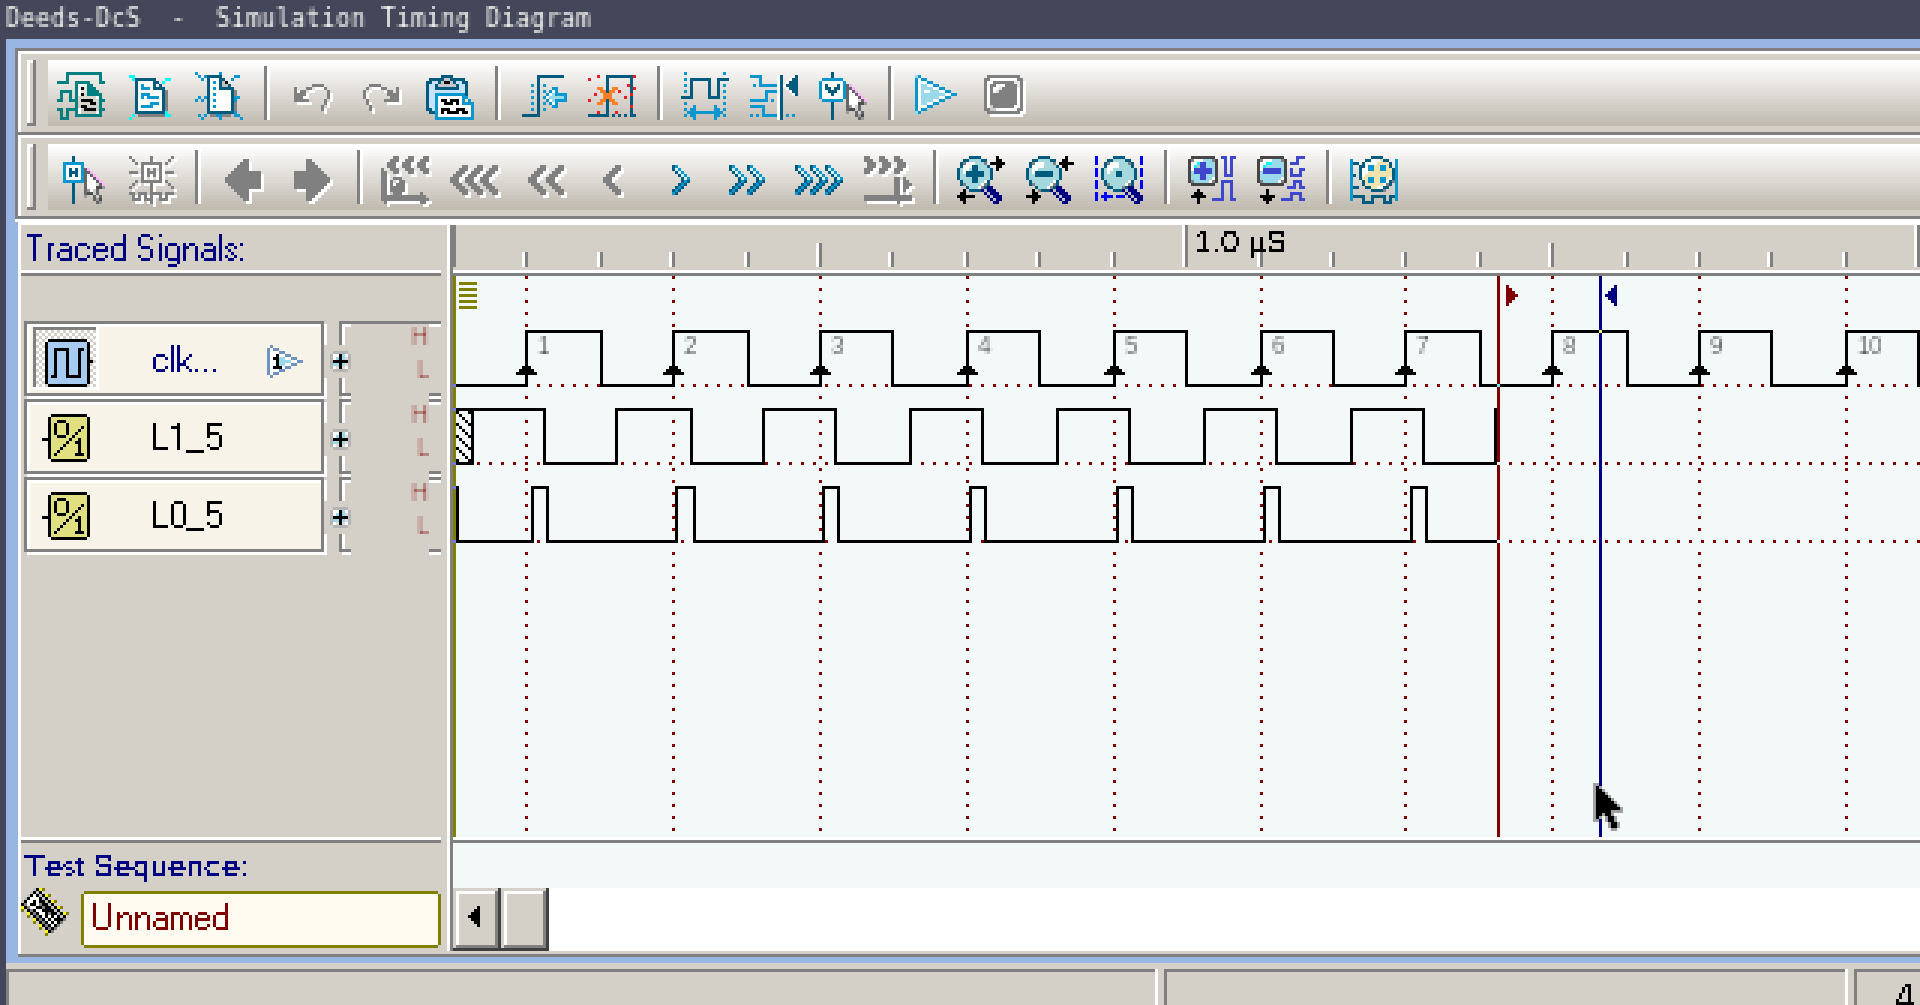 Deeds-DcS - Simulation Timing Diagram
Traced Signals:
1.0 µS
clk...
1
H
L
1 2 3 4 5 6 7 8 9 10
L1_5
H
L
L0_5
H
L
Test Sequence:
Unnamed